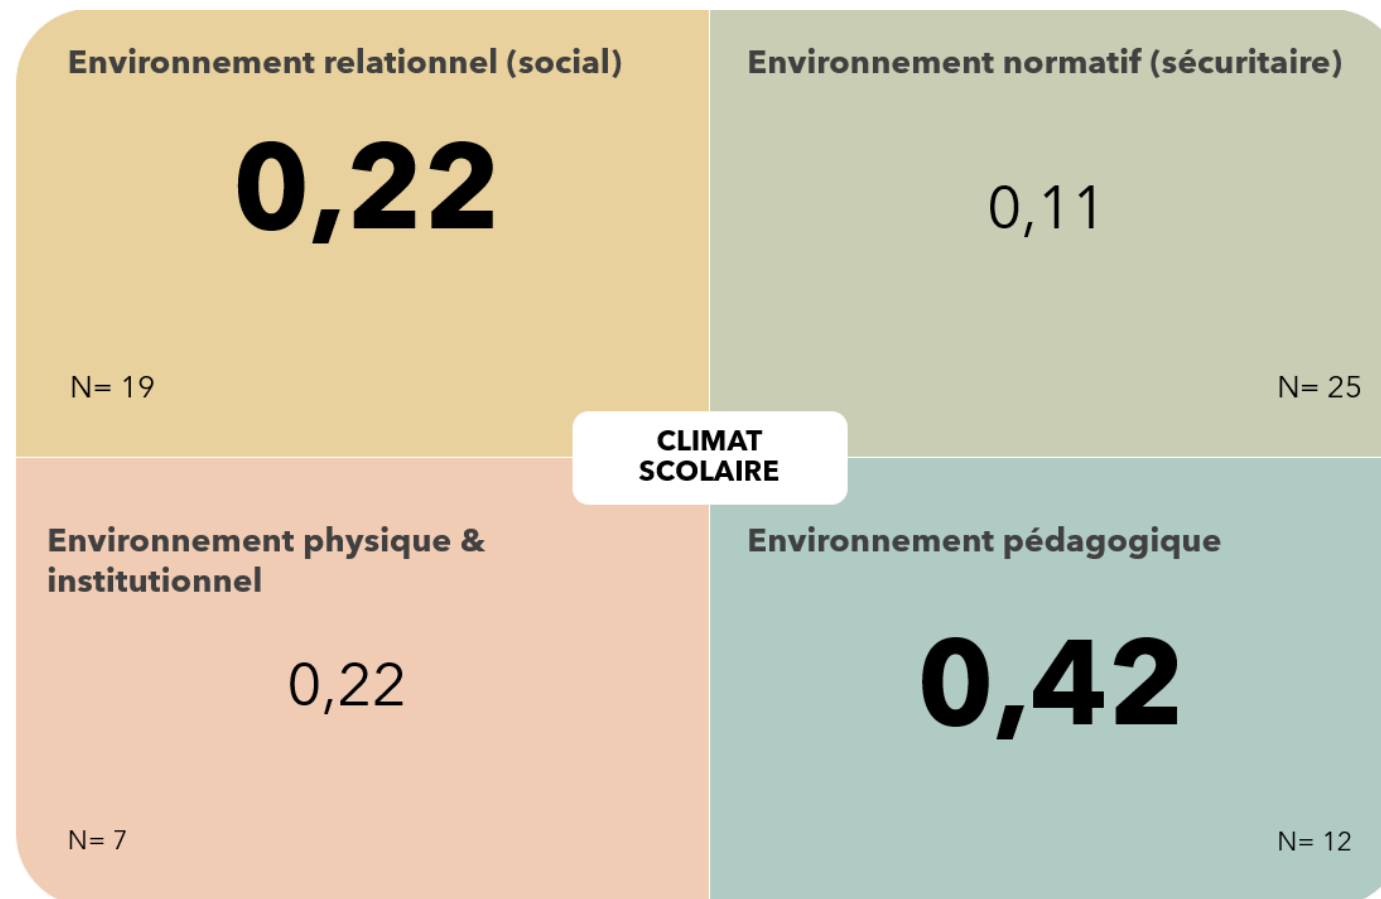 Environnement relationnel (social)
0,22
N= 19
Environnement normatif (sécuritaire)
0,11
N= 25
CLIMAT
SCOLAIRE
Environnement physique &
institutionnel
0,22
N= 7
Environnement pédagogique
0,42
N= 12